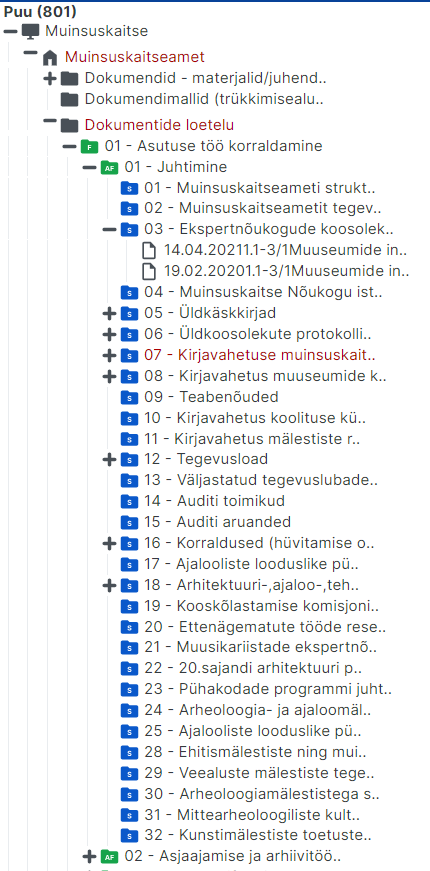 Puu (801)
Muinsuskaitse
Muinsuskaitseamet
Dokumendid - materjalid/juhend..
Dokumendimallid (trükkimisealu..
Dokumentide loetelu
F 01 - Asutuse töö korraldamine
AF 01 - Juhtimine
S 01 - Muinsuskaitseameti strukt..
S 02 - Muinsuskaitseametit tegev..
S 03 - Ekspertnõukogude koosolek..
14.04.20211.1-3/1Muuseumide in..
19.02.20201.1-3/1Muuseumide in..
S 04 - Muinsuskaitse Nõukogu ist..
S 05 - Üldkäskkirjad
S 06 - Üldkoosolekute protokolli..
S 07 - Kirjavahetuse muinsuskait..
S 08 - Kirjavahetus muuseumide k..
S 09 - Teabenõuded
S 10 - Kirjavahetus koolituse kü..
S 11 - Kirjavahetus mälestiste r..
S 12 - Tegevusload
S 13 - Väljastatud tegevuslubade..
S 14 - Auditi toimikud
S 15 - Auditi aruanded
S 16 - Korraldused (hüvitamise o..
S 17 - Ajalooliste looduslike pü..
S 18 - Arhitektuuri-,ajaloo-,teh..
S 19 - Kooskõlastamise komisjoni..
S 20 - Ettenägematute tööde rese..
S 21 - Muusikariistade ekspertnõ..
S 22 - 20.sajandi arhitektuuri p..
S 23 - Pühakodade programmi juht..
S 24 - Arheoloogia- ja ajaloomäl..
S 25 - Ajalooliste looduslike pü..
S 28 - Ehitismälestiste ning mui..
S 29 - Veealuste mälestiste tege..
S 30 - Arheoloogiamälestistega s..
S 31 - Mittearheoloogiliste kult..
S 32 - Kunstimälestiste toetuste..
AF 02 - Asjaajamise ja arhiivitöö..